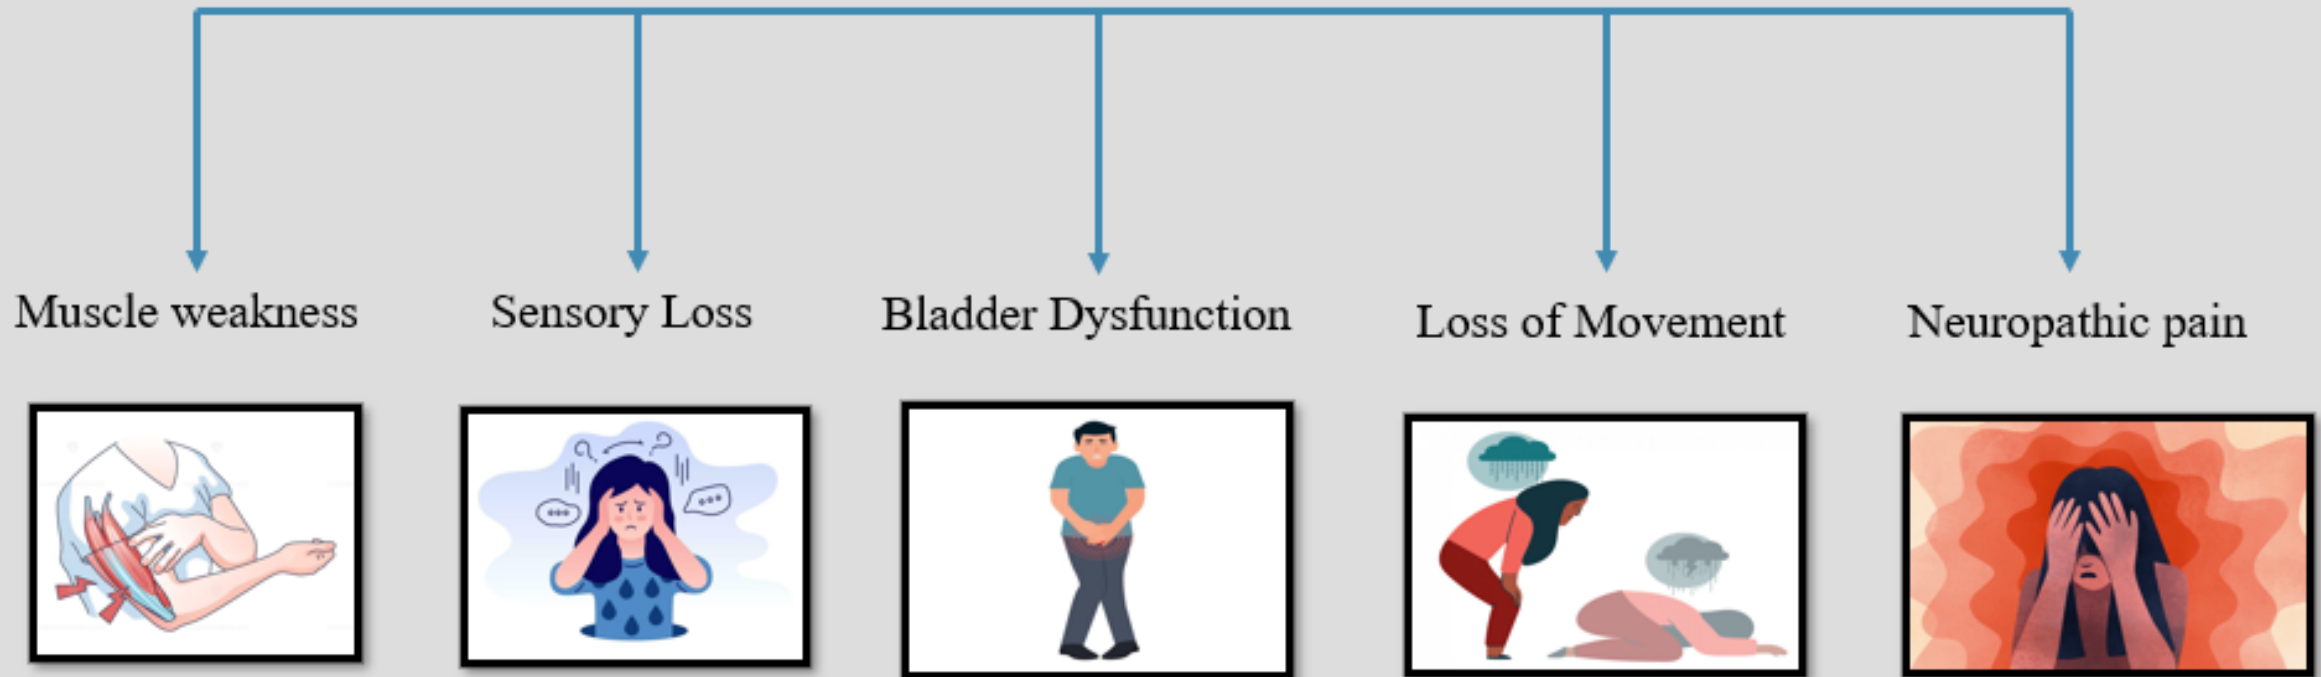 Muscle weakness
Sensory Loss
Bladder Dysfunction
Loss of Movement
Neuropathic pain